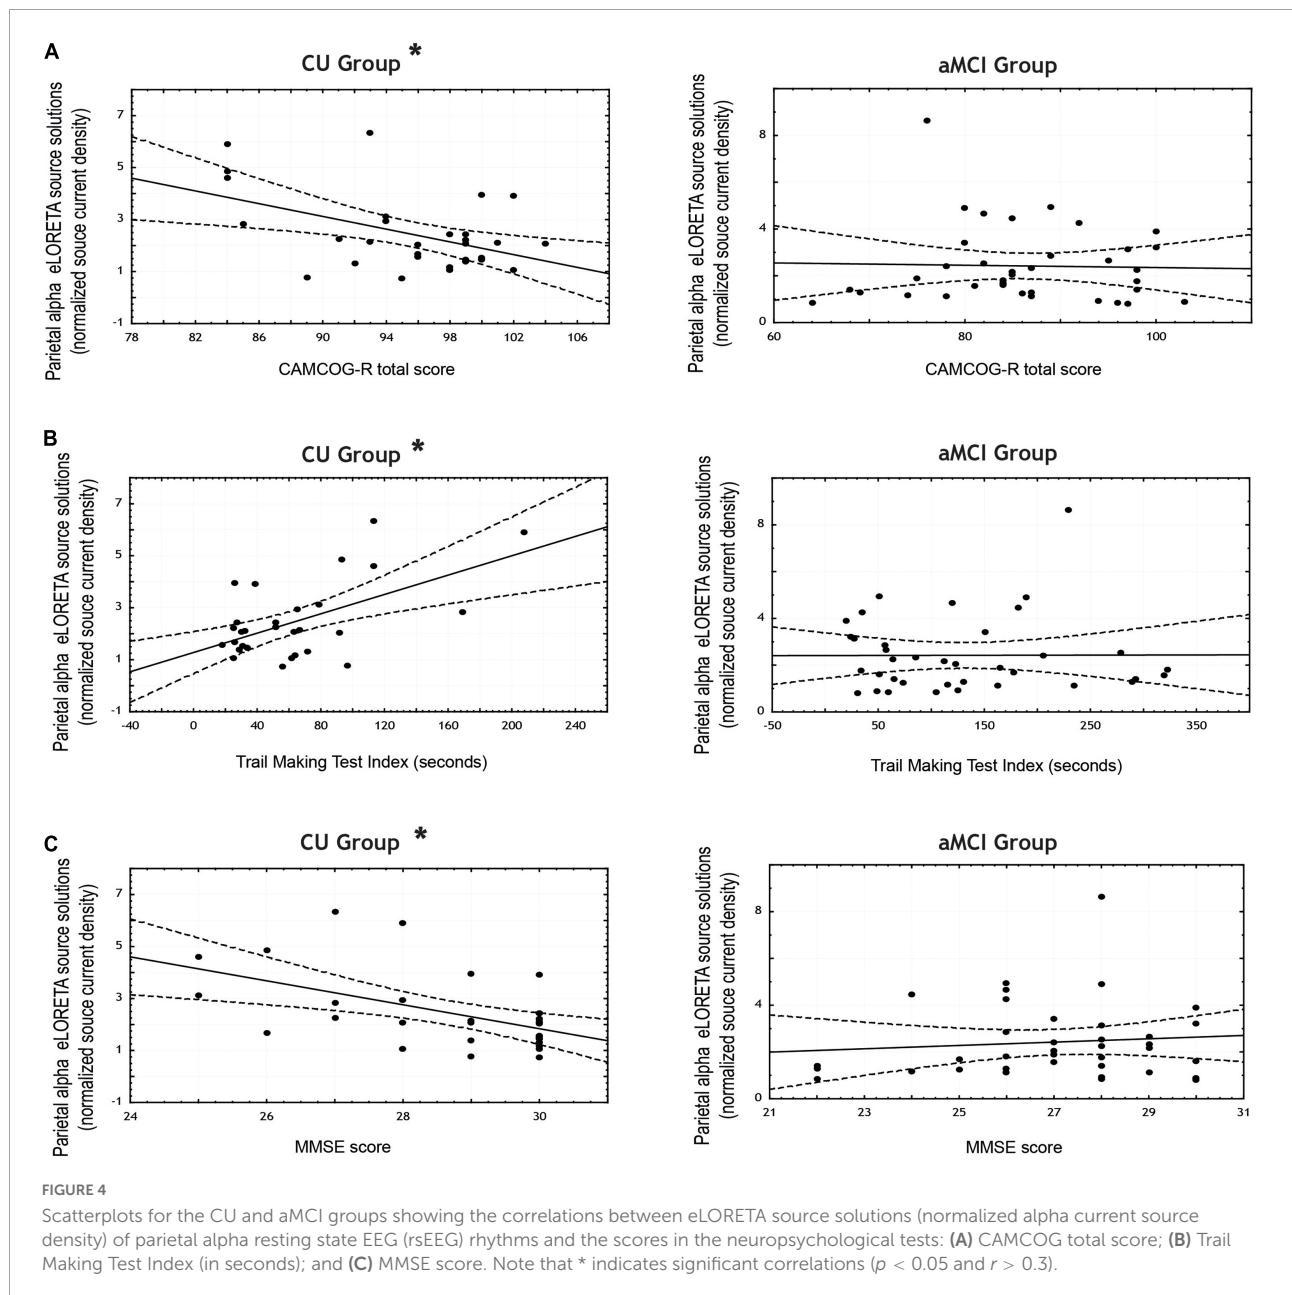 A
CU Group *
aMCI Group
Parietal alpha eLORETA source solutions
(normalized souce current density)
7
5
3
1
-1
78 82 86 90 94 98 102 106
CAMCOG-R total score
Parietal alpha eLORETA source solutions
(normalized souce current density)
8
4
0
60 80 100
CAMCOG-R total score
B
CU Group *
aMCI Group
Parietal alpha eLORETA source solutions
(normalized souce current density)
7
5
3
1
-1
-40 0 40 80 120 160 200 240
Trail Making Test Index (seconds)
Parietal alpha eLORETA source solutions
(normalized souce current density)
8
4
0
-50 50 150 250 350
Trail Making Test Index (seconds)
C
CU Group *
aMCI Group
Parietal alpha eLORETA source solutions
(normalized souce current density)
7
5
3
1
-1
24 26 28 30
MMSE score
Parietal alpha eLORETA source solutions
(normalized souce current density)
8
4
0
21 23 25 27 29 31
MMSE score
FIGURE 4
Scatterplots for the CU and aMCI groups showing the correlations between eLORETA source solutions (normalized alpha current source
density) of parietal alpha resting state EEG (rsEEG) rhythms and the scores in the neuropsychological tests: (A) CAMCOG total score; (B) Trail
Making Test Index (in seconds); and (C) MMSE score. Note that * indicates significant correlations (p < 0.05 and r > 0.3).